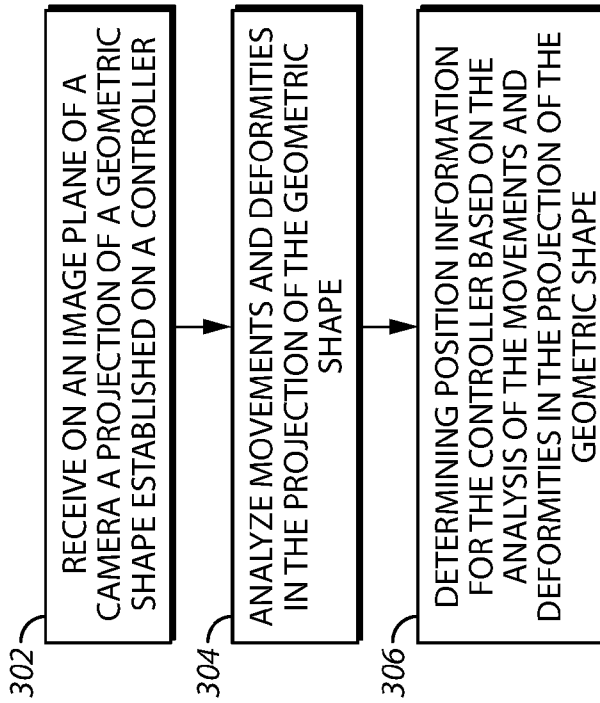 302
RECEIVE ON AN IMAGE PLANE OF A
CAMERA A PROJECTION OF A GEOMETRIC
SHAPE ESTABLISHED ON A CONTROLLER
304
ANALYZE MOVEMENTS AND DEFORMITIES
IN THE PROJECTION OF THE GEOMETRIC
SHAPE
306
DETERMINING POSITION INFORMATION
FOR THE CONTROLLER BASED ON THE
ANALYSIS OF THE MOVEMENTS AND
DEFORMITIES IN THE PROJECTION OF THE
GEOMETRIC SHAPE